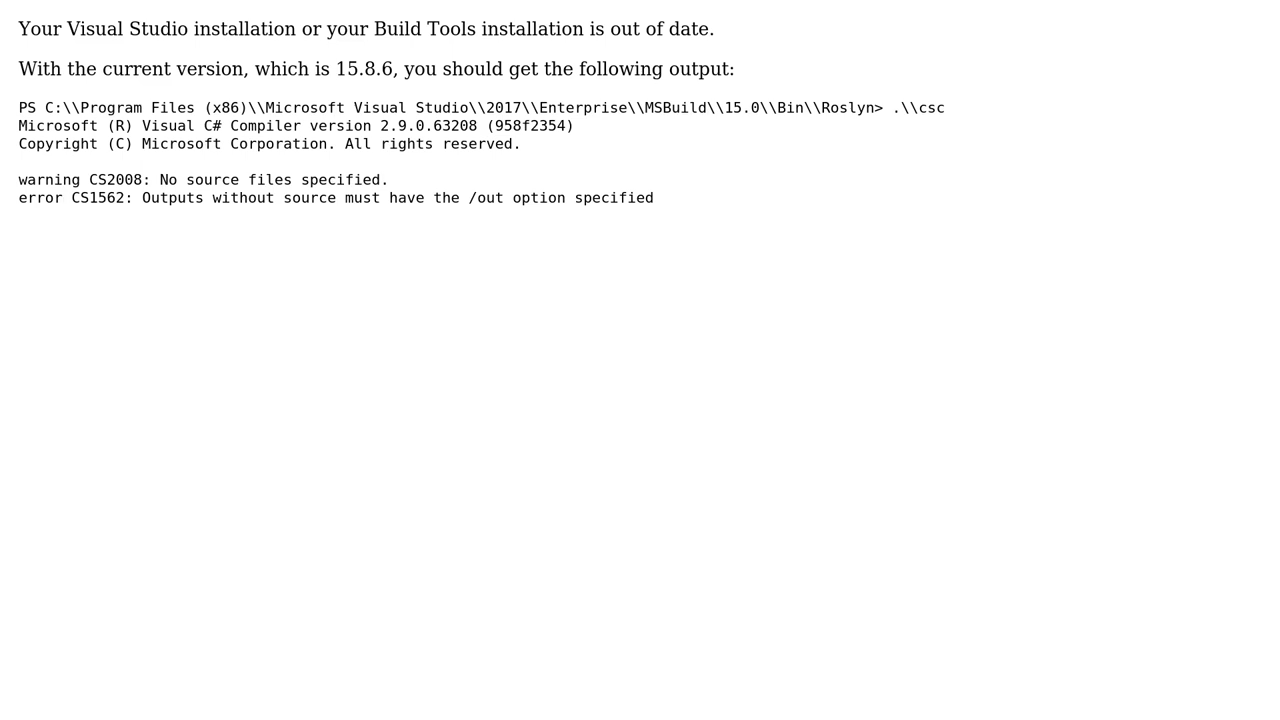 Your Visual Studio installation or your Build Tools installation is out of date.
With the current version, which is 15.8.6, you should get the following output:
PS C:\\Program Files (x86)\\Microsoft Visual Studio\\2017\\Enterprise\\MSBuild\\15.0\\Bin\\Roslyn> .\\csc
Microsoft (R) Visual C# Compiler version 2.9.0.63208 (958f2354)
Copyright (C) Microsoft Corporation. All rights reserved.
warning CS2008: No source files specified.
error CS1562: Outputs without source must have the /out option specified